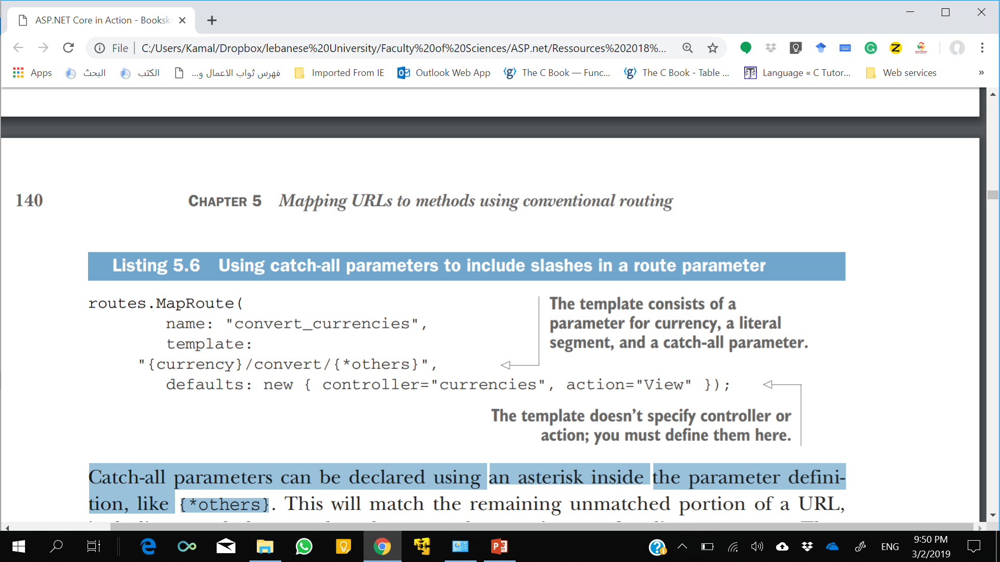 ASP.NET Core in Action - Booksk
File
C:/Users/Kamal/Dropbox/lebanese%20University/Faculty%20of%20Sciences/ASP.net/Ressources%202018%...
Apps
البحث
الكتب
فهرس ثواب الاعمال و...
Imported From IE
Outlook Web App
The C Book — Func...
The C Book - Table ...
Language « C Tutor...
Web services
»
140
CHAPTER 5 Mapping URLs to methods using conventional routing
Listing 5.6 Using catch-all parameters to include slashes in a route parameter
routes.MapRoute(
name: "convert_currencies",
template:
"{currency}/convert/{*others}",
defaults: new { controller="currencies", action="View" });
The template consists of a
parameter for currency, a literal
segment, and a catch-all parameter.
The template doesn't specify controller or
action; you must define them here.
Catch-all parameters can be declared using an asterisk inside the parameter defini-
tion, like {*others}. This will match the remaining unmatched portion of a URL,
ENG
9:50 PM
3/2/2019